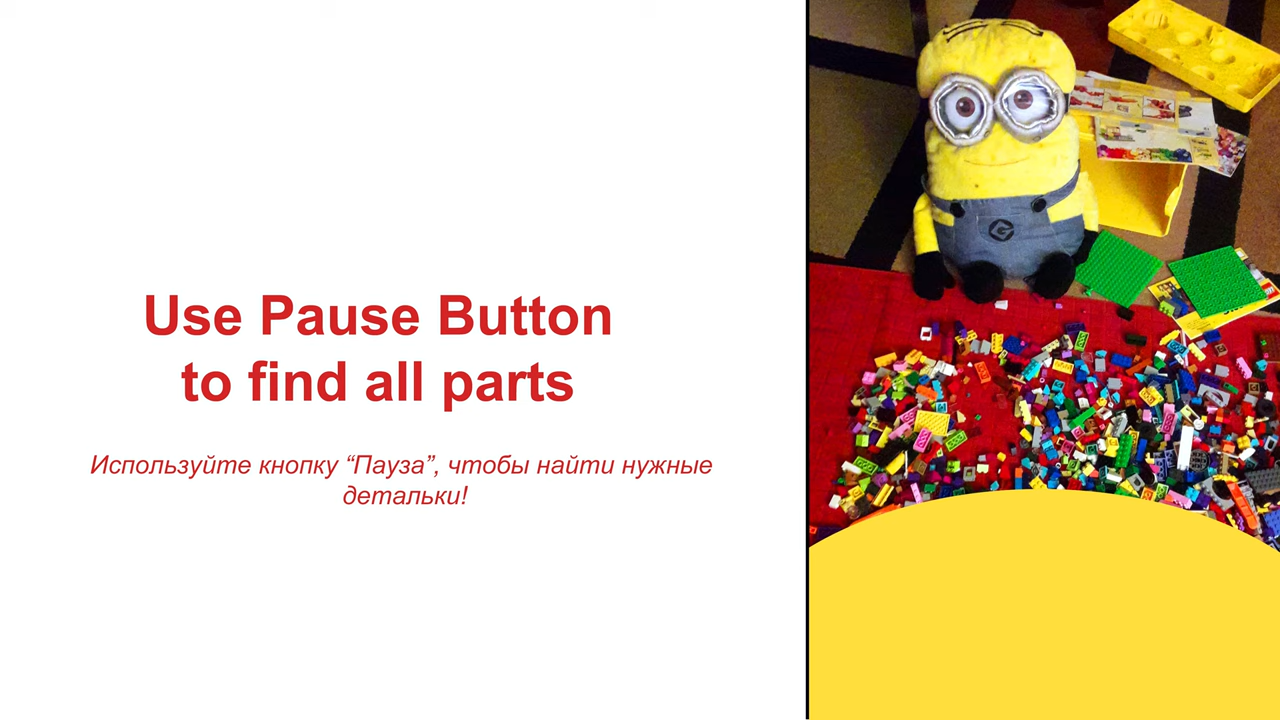 Use Pause Button
to find all parts
Используйте кнопку “Пауза”, чтобы найти нужные
детальки!